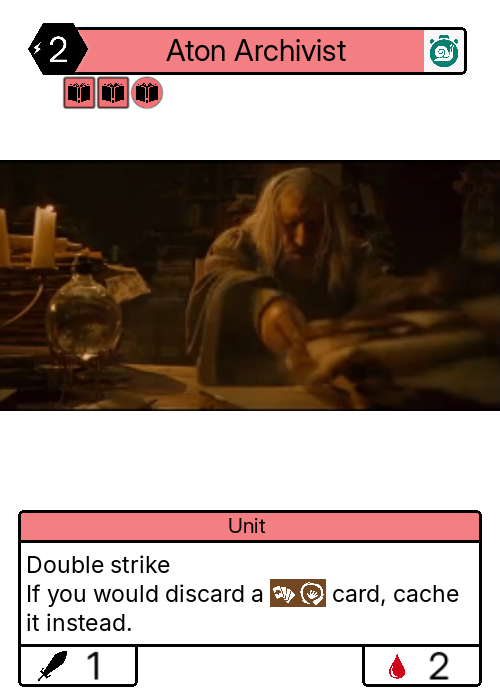 2
Aton Archivist
Unit
Double strike
If you would discard a card, cache
it instead.
1
2